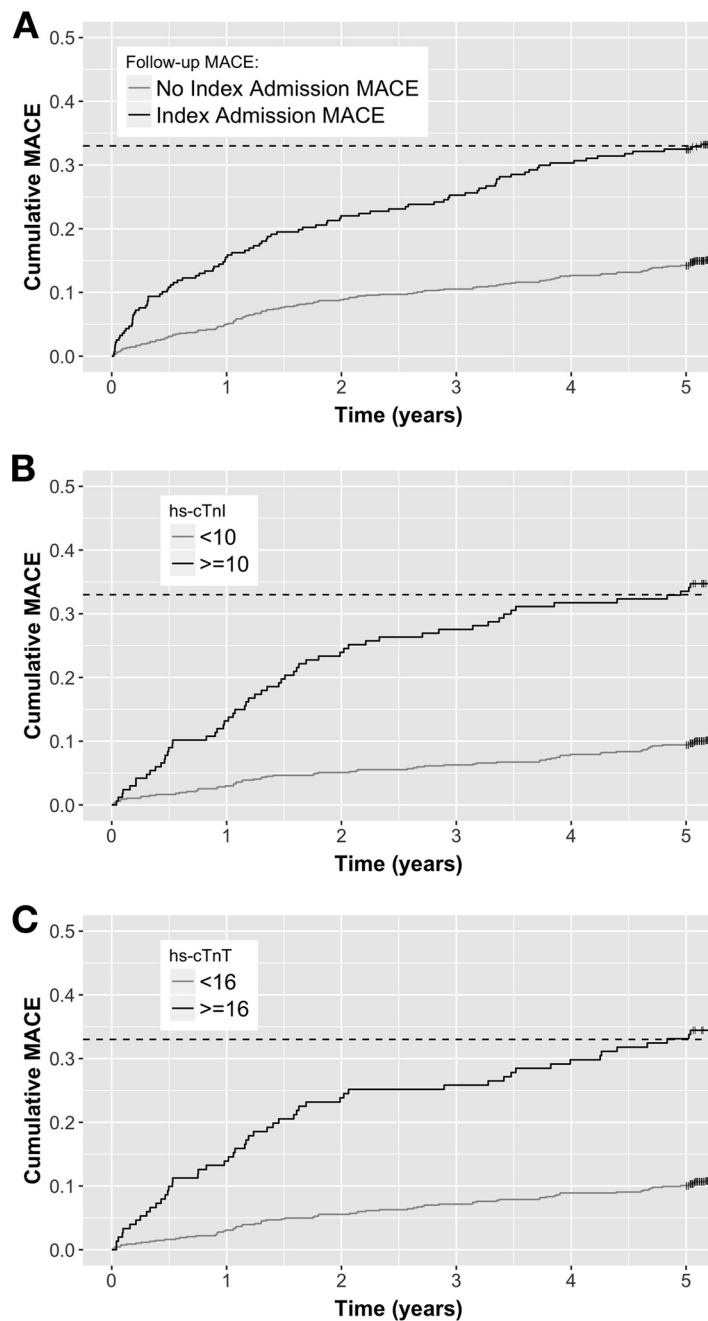 A
0.5
0.4
0.3
0.2
0.1
0.0
Cumulative MACE
Follow-up MACE:
No Index Admission MACE
Index Admission MACE
0 1 2 3 4 5
Time (years)
B
0.5
0.4
0.3
0.2
0.1
0.0
Cumulative MACE
hs-cTnI
<10
>=10
0 1 2 3 4 5
Time (years)
C
0.5
0.4
0.3
0.2
0.1
0.0
Cumulative MACE
hs-cTnT
<16
>=16
0 1 2 3 4 5
Time (years)